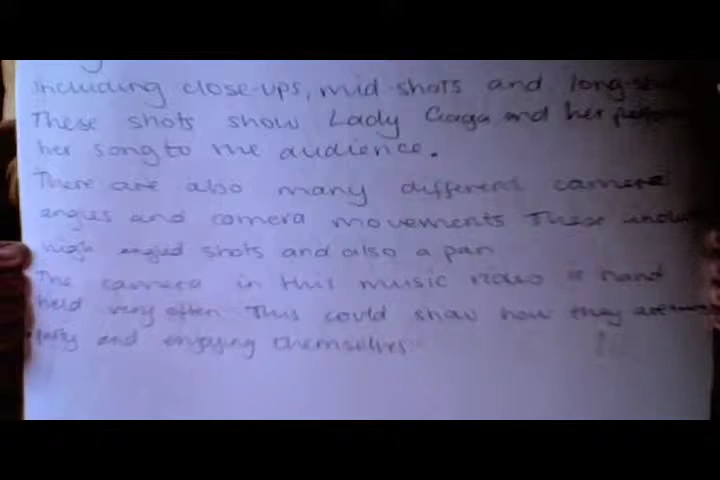 including close-ups, mid-shots and long-
These shots show Lady Gaga and her
her song to me audience.
There are also many different camera
angles and camera movements These
high angled shots and also a pan
The camera in this music video is hand
held very often This could show how they are
party and enjoying themselves